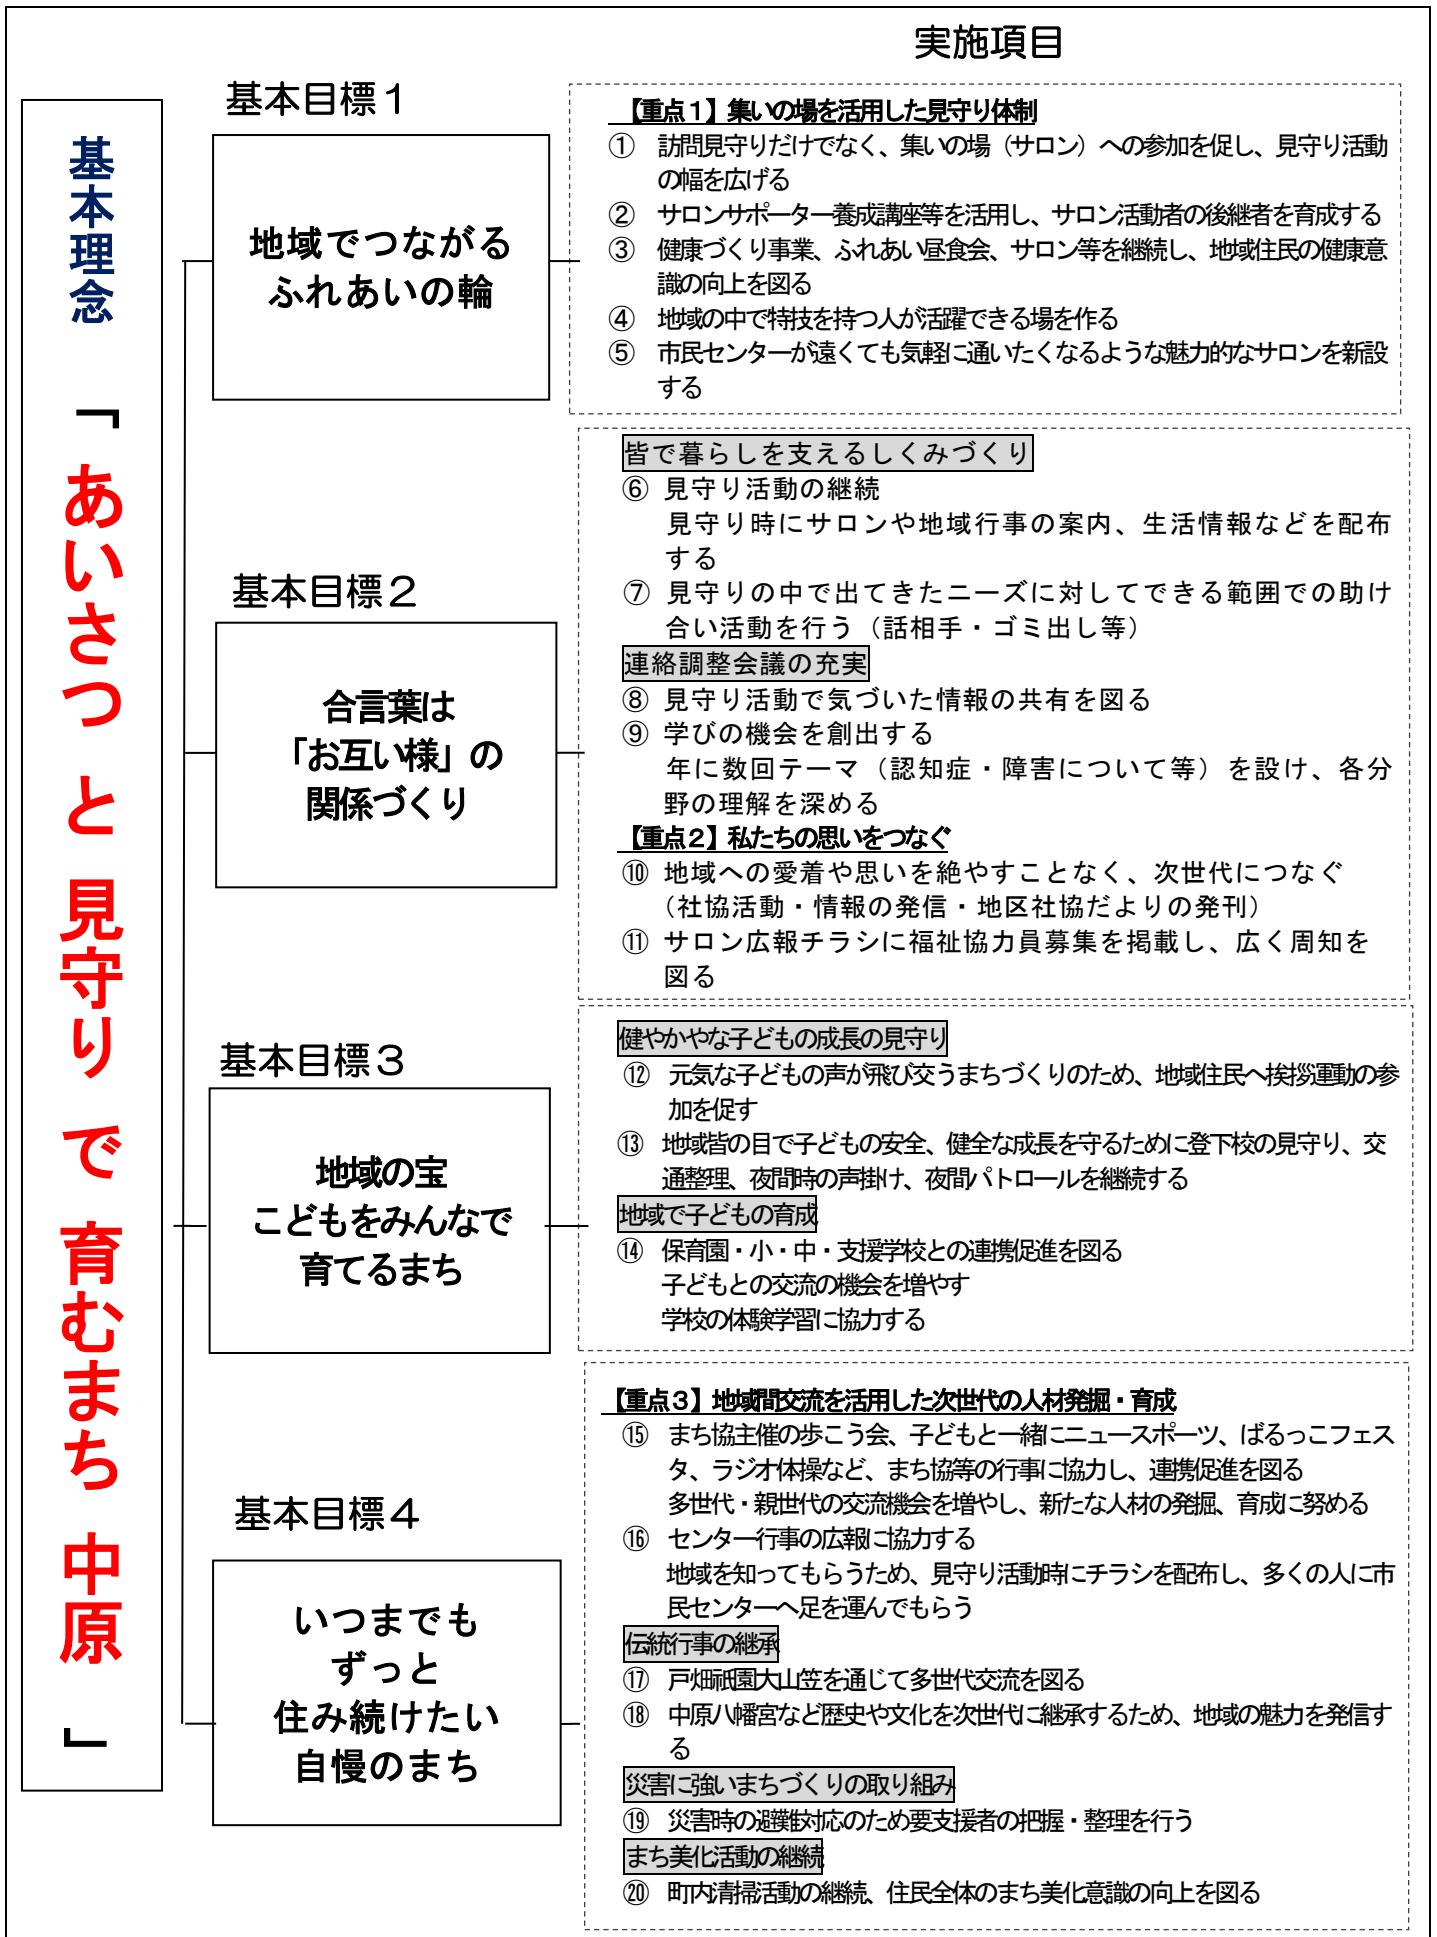 実施項目
基本理念
「あいさつ と 見守り で 育むまち 中原」
基本目標１
地域でつながる
ふれあいの輪
【重点１】集いの場を活用した見守り体制
① 訪問見守りだけでなく、集いの場（サロン）への参加を促し、見守り活動
の幅を広げる
② サロンサポーター養成講座等を活用し、サロン活動者の後継者を育成する
③ 健康づくり事業、ふれあい昼食会、サロン等を継続し、地域住民の健康意
識の向上を図る
④ 地域の中で特技を持つ人が活躍できる場を作る
⑤ 市民センターが遠くても気軽に通いたくなるような魅力的なサロンを新設
する
基本目標２
合言葉は
「お互い様」の
関係づくり
皆で暮らしを支えるしくみづくり
⑥ 見守り活動の継続
見守り時にサロンや地域行事の案内、生活情報などを配布
する
⑦ 見守りの中で出てきたニーズに対してできる範囲での助け
合い活動を行う（話相手・ゴミ出し等）
連絡調整会議の充実
⑧ 見守り活動で気づいた情報の共有を図る
⑨ 学びの機会を創出する
年に数回テーマ（認知症・障害について等）を設け、各分
野の理解を深める
【重点２】私たちの思いをつなぐ
⑩ 地域への愛着や思いを絶やすことなく、次世代につなぐ
（社協活動・情報の発信・地区社協だよりの発刊）
⑪ サロン広報チラシに福祉協力員募集を掲載し、広く周知を
図る
基本目標３
地域の宝
こどもをみんなで
育てるまち
健やかやな子どもの成長の見守り
⑫ 元気な子どもの声が飛び交うまちづくりのため、地域住民へ挨拶運動の参
加を促す
⑬ 地域皆の目で子どもの安全、健全な成長を守るために登下校の見守り、交
通整理、夜間時の声掛け、夜間パトロールを継続する
地域で子どもの育成
⑭ 保育園・小・中・支援学校との連携促進を図る
子どもとの交流の機会を増やす
学校の体験学習に協力する
基本目標４
いつまでも
ずっと
住み続けたい
自慢のまち
【重点３】地域間交流を活用した次世代の人材発掘・育成
⑮ まち協主催の歩こう会、子どもと一緒にニュースポーツ、ばるっこフェス
タ、ラジオ体操など、まち協等の行事に協力し、連携促進を図る
多世代・親世代の交流機会を増やし、新たな人材の発掘、育成に努める
⑯ センター行事の広報に協力する
地域を知ってもらうため、見守り活動時にチラシを配布し、多くの人に市
民センターへ足を運んでもらう
伝統行事の継承
⑰ 戸畑祇園大山笠を通じて多世代交流を図る
⑱ 中原八幡宮など歴史や文化を次世代に継承するため、地域の魅力を発信す
る
災害に強いまちづくりの取り組み
⑲ 災害時の避難対応のため要支援者の把握・整理を行う
まち美化活動の継続
⑳ 町内清掃活動の継続、住民全体のまち美化意識の向上を図る